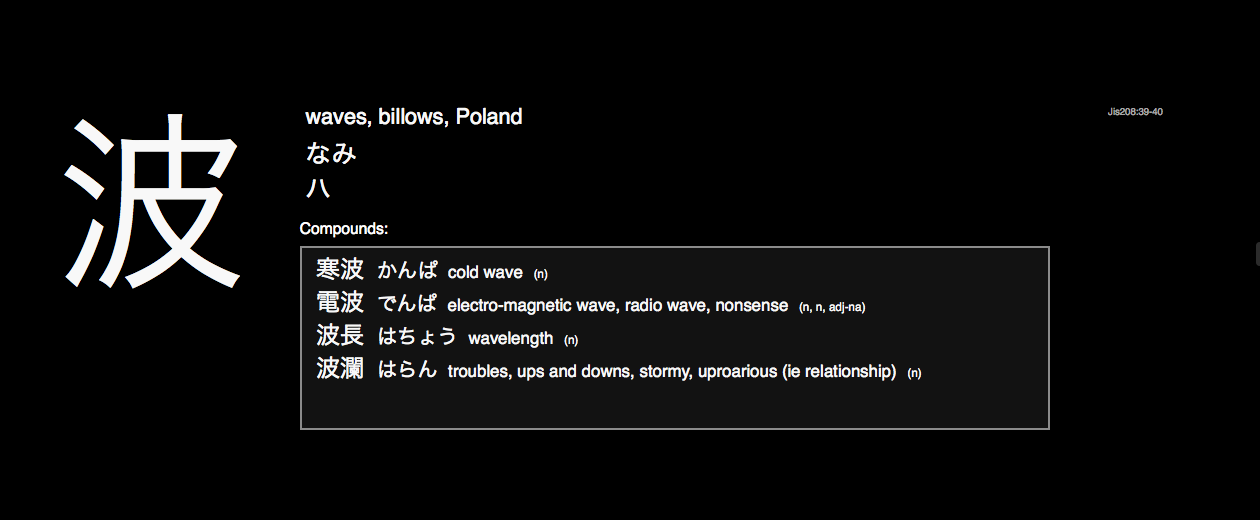 波
waves, billows, Poland
Jis208:39-40
なみ
ハ
Compounds:
寒波 かんぱ cold wave (n)
電波 でんぱ electro-magnetic wave, radio wave, nonsense (n, n, adj-na)
波長 はちょう wavelength (n)
波瀾 はらん troubles, ups and downs, stormy, uproarious (ie relationship) (n)